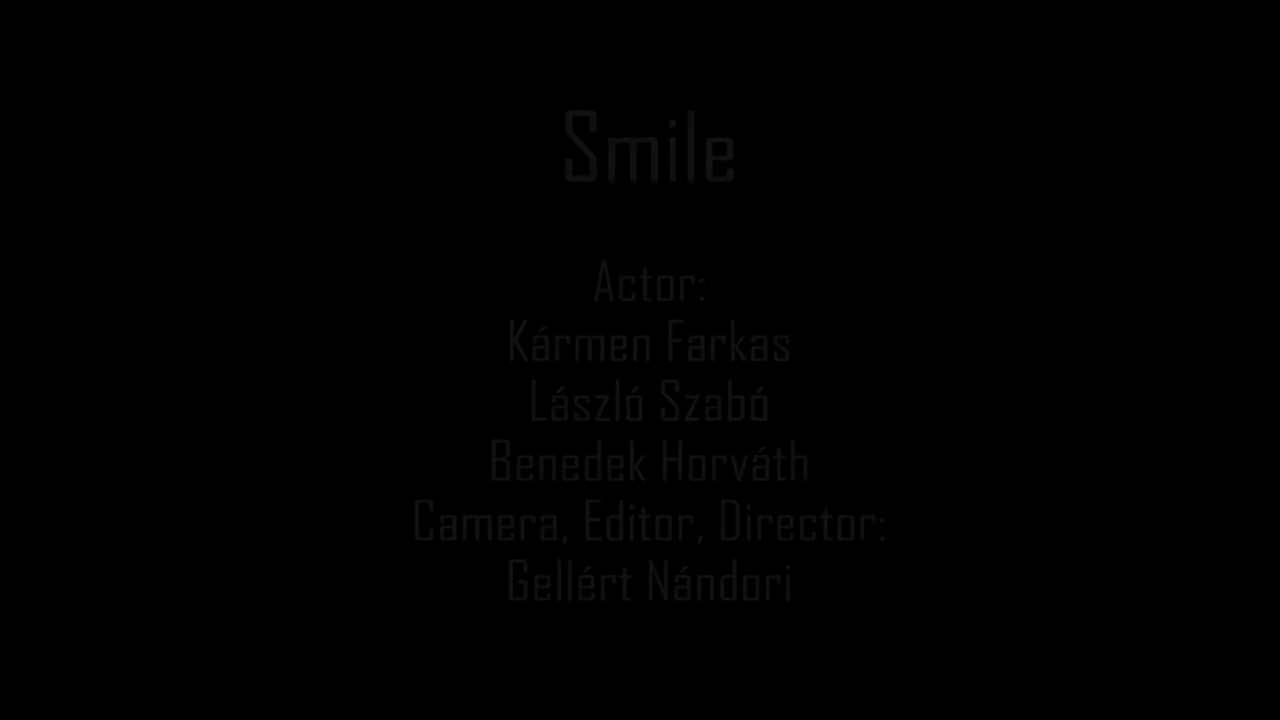 Smile
Actor:
Kármen Farkas
László Szabó
Benedek Horváth
Camera, Editor, Director:
Gellért Nándori